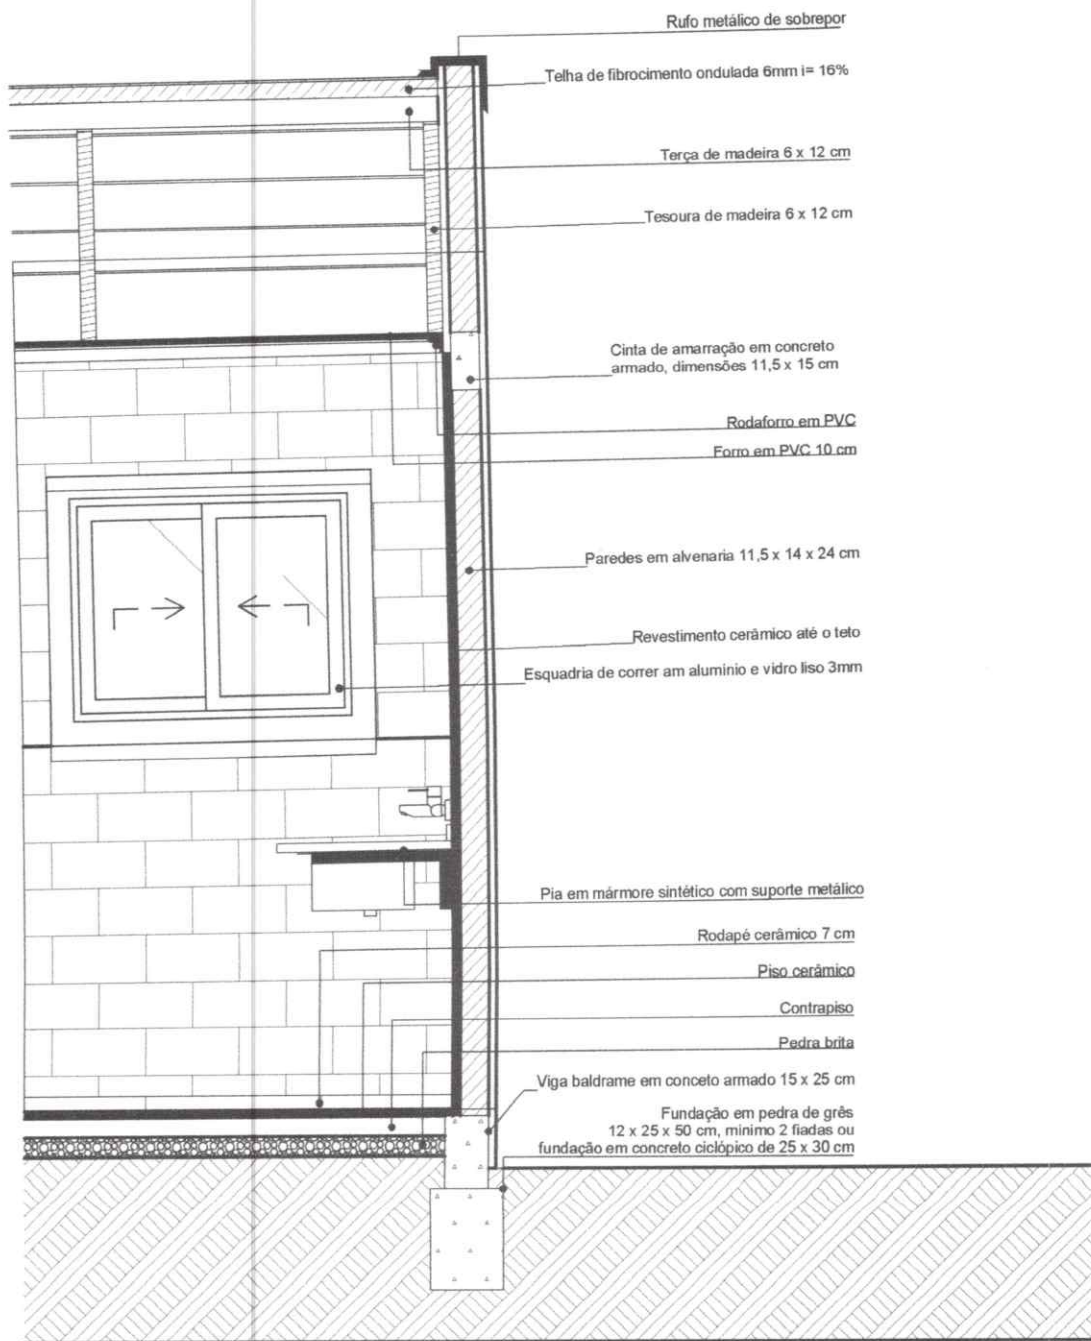 Rufo metálico de sobrepor
Telha de fibrocimento ondulada 6mm i= 16%
Terça de madeira 6 x 12 cm
Tesoura de madeira 6 x 12 cm
Cinta de amarração em concreto
armado, dimensões 11,5 x 15 cm
Rodaforro em PVC
Forro em PVC 10 cm
Paredes em alvenaria 11,5 x 14 x 24 cm
Revestimento cerâmico até o teto
Esquadria de correr am aluminio e vidro liso 3mm
Pia em mármore sintético com suporte metálico
Rodapé cerâmico 7 cm
Piso cerâmico
Contrapiso
Pedra brita
Viga baldrame em conceto armado 15 x 25 cm
Fundação em pedra de grês
12 x 25 x 50 cm, minimo 2 fiadas ou
fundação em concreto ciclópico de 25 x 30 cm